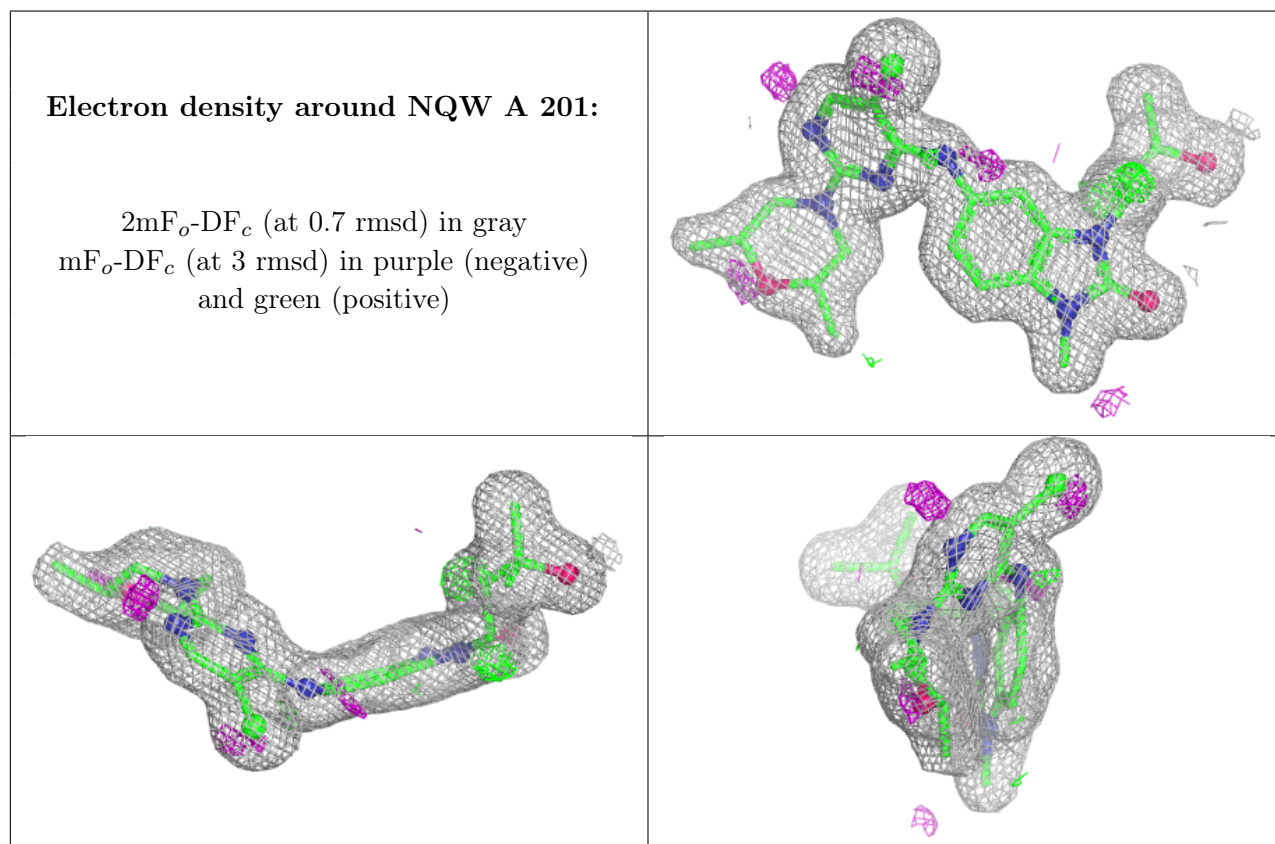 Electron density around NQW A 201:
2mFo-DFc (at 0.7 rmsd) in gray
mFo-DFc (at 3 rmsd) in purple (negative)
and green (positive)